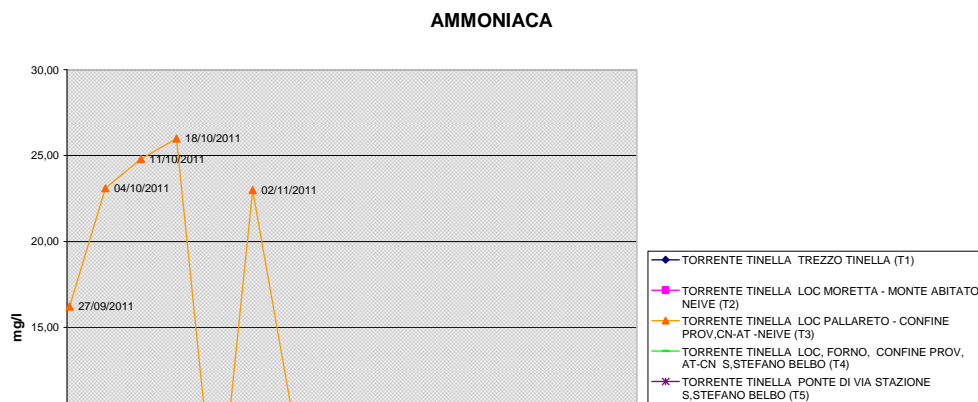 AMMONIACA
30,00
25,00
20,00
15,00
mg/l
18/10/2011
11/10/2011
04/10/2011
02/11/2011
27/09/2011
TORRENTE TINELLA TREZZO TINELLA (T1)
TORRENTE TINELLA LOC MORETTA - MONTE ABITATO
NEIVE (T2)
TORRENTE TINELLA LOC PALLARETO - CONFINE
PROV,CN-AT -NEIVE (T3)
TORRENTE TINELLA LOC, FORNO, CONFINE PROV,
AT-CN S,STEFANO BELBO (T4)
TORRENTE TINELLA PONTE DI VIA STAZIONE
S,STEFANO BELBO (T5)